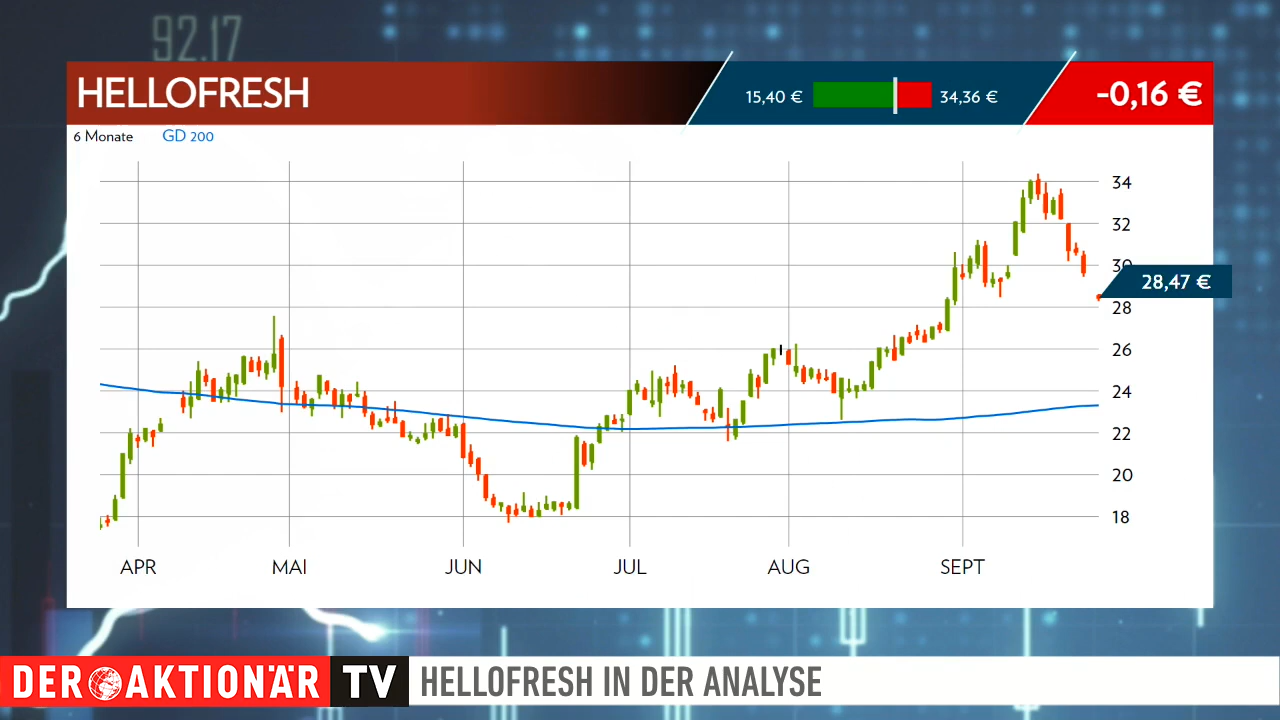 92.17
HELLOFRESH
15,40 €
34,36 €
-0,16 €
6 Monate
GD 200
34
32
30
28,47 €
28
26
24
22
20
18
APR
MAI
JUN
JUL
AUG
SEPT
DER AKTIONÄR TV
HELLOFRESH IN DER ANALYSE